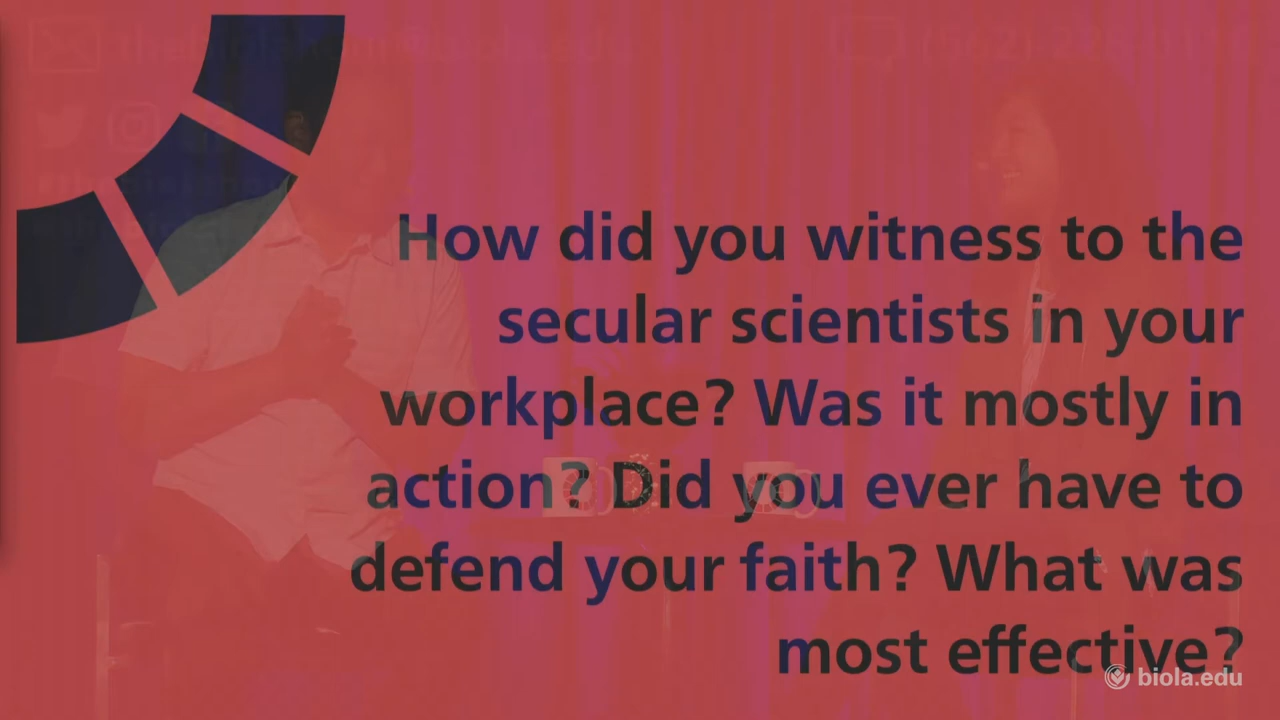 How did you witness to the
secular scientists in your
workplace? Was it mostly in
action? Did you ever have to
defend your faith? What was
most effective?
biola.edu